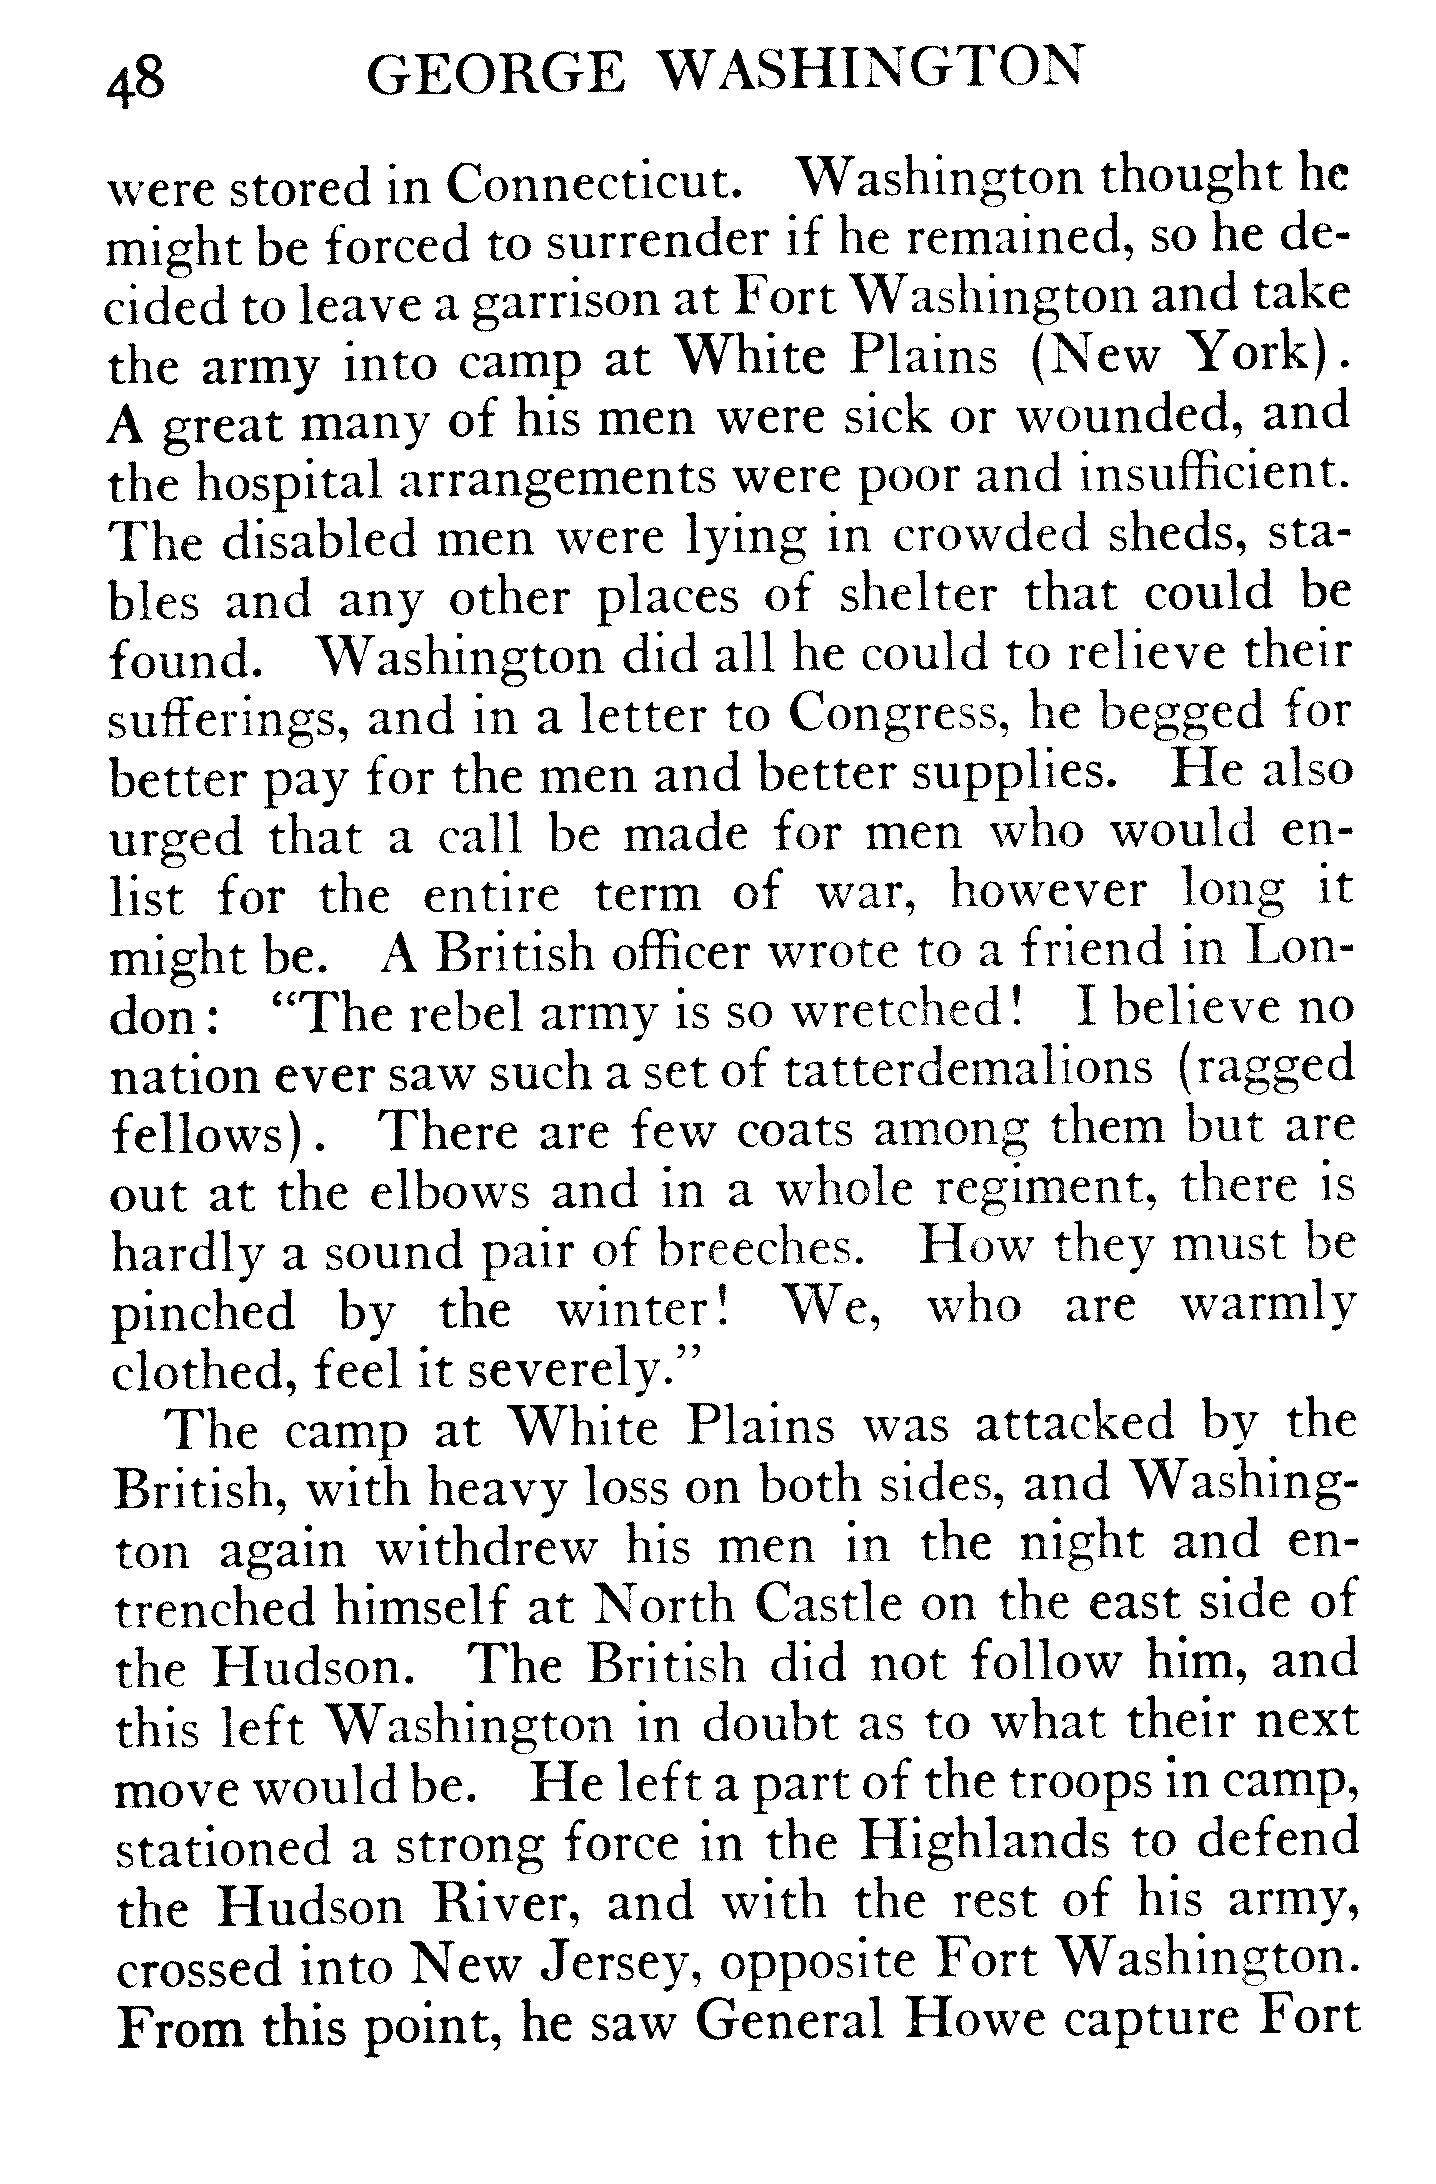 48 GEORGE WASHINGTON
were stored in Connecticut. Washington thought he
might be forced to surrender if he remained, so he de-
cided to leave a garrison at Fort Washington and take
the army into camp at White Plains (New York).
A great many of his men were sick or wounded, and
the hospital arrangements were poor and insufficient.
The disabled men were lying in crowded sheds, sta-
bles and any other places of shelter that could be
found. Washington did all he could to relieve their
sufferings, and in a letter to Congress, he begged for
better pay for the men and better supplies. He also
urged that a call be made for men who would en-
list for the entire term of war, however long it
might be. A British officer wrote to a friend in Lon-
don: "The rebel army is so wretched! I believe no
nation ever saw such a set of tatterdemalions (ragged
fellows). There are few coats among them but are
out at the elbows and in a whole regiment, there is
hardly a sound pair of breeches. How they must be
pinched by the winter! We, who are warmly
clothed, feel it severely."
The camp at White Plains was attacked by the
British, with heavy loss on both sides, and Washing-
ton again withdrew his men in the night and en-
trenched himself at North Castle on the east side of
the Hudson. The British did not follow him, and
this left Washington in doubt as to what their next
move would be. He left a part of the troops in camp,
stationed a strong force in the Highlands to defend
the Hudson River, and with the rest of his army,
crossed into New Jersey, opposite Fort Washington.
From this point, he saw General Howe capture Fort